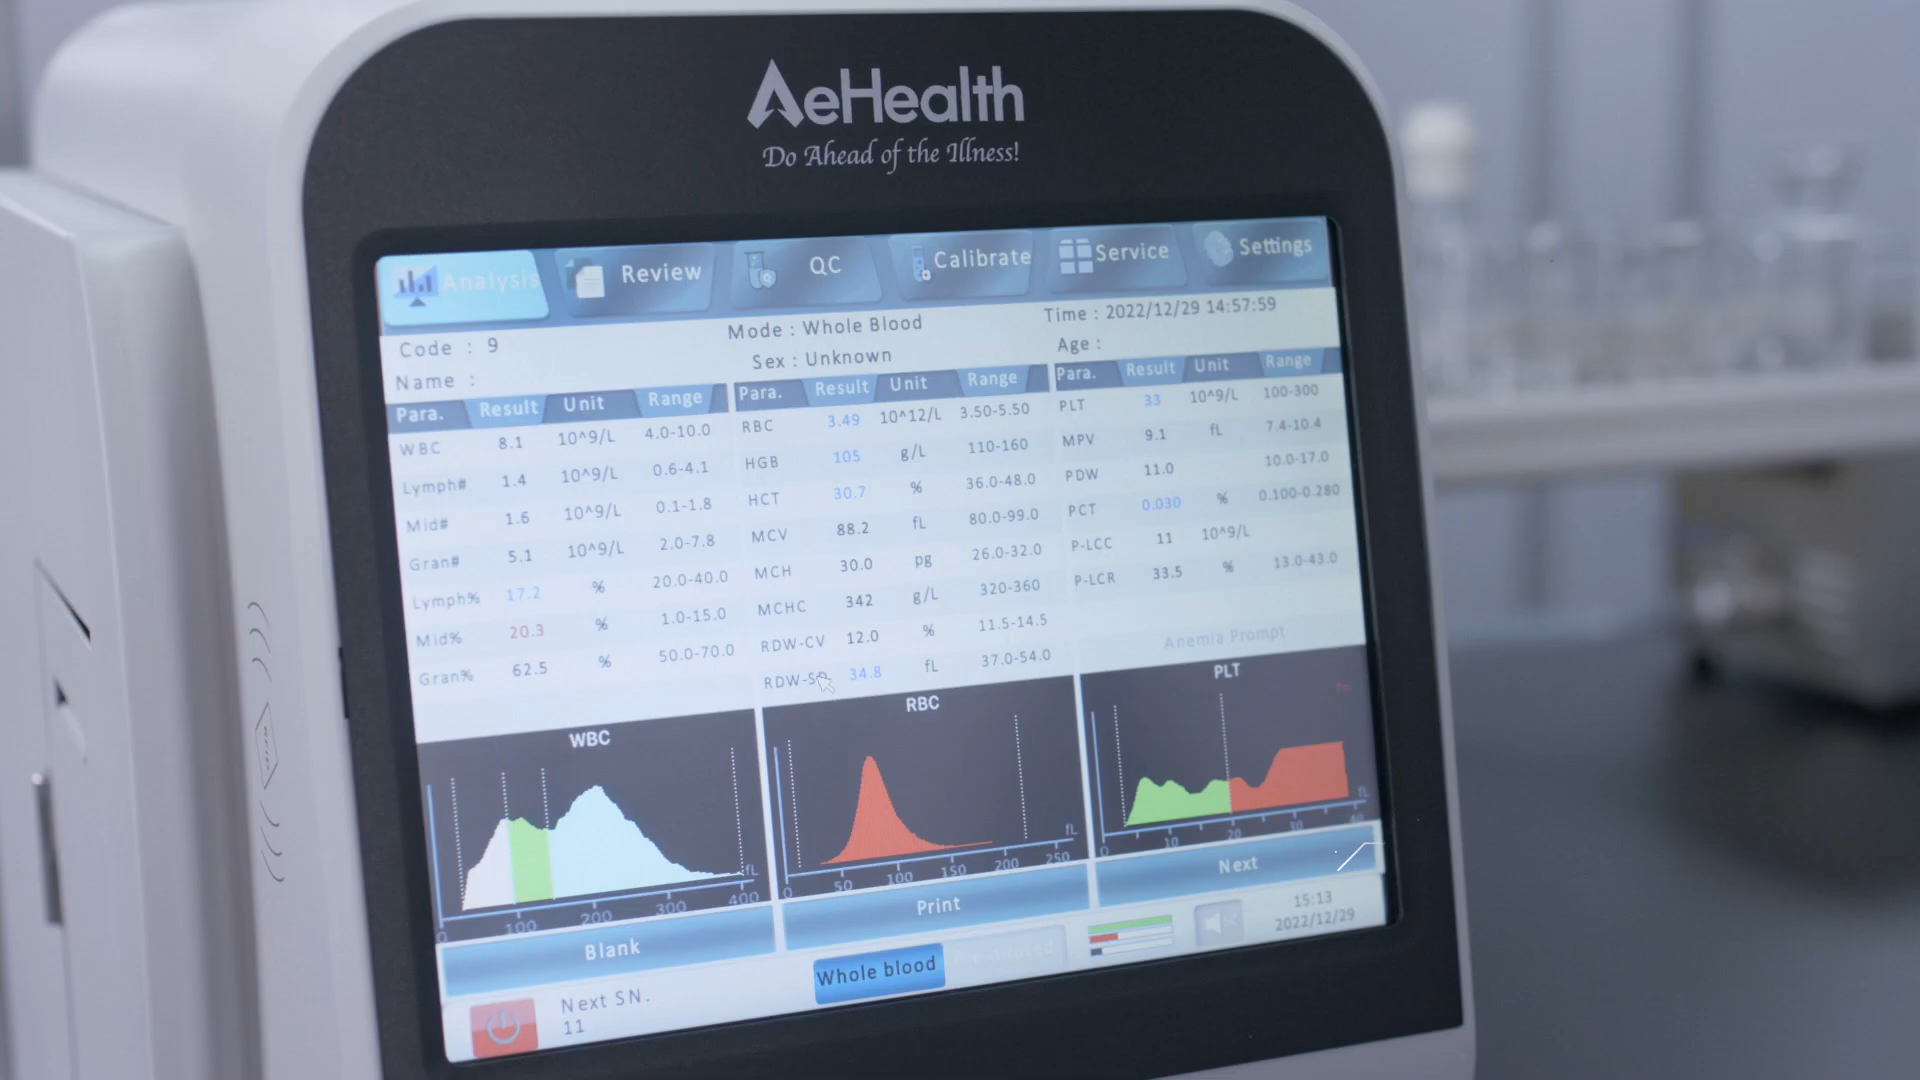 AeHealth
Do Ahead of the Illness!
Analysis Review QC Calibrate Service Settings
Code : 9 Mode : Whole Blood Time : 2022/12/29 14:57:59
Name : Sex : Unknown Age :
Para. Result Unit Range
WBC 8.1 10^9/L 4.0-10.0
Lymph# 1.4 10^9/L 0.6-4.1
Mid# 1.6 10^9/L 0.1-1.8
Gran# 5.1 10^9/L 2.0-7.8
Lymph% 17.2 % 20.0-40.0
Mid% 20.3 % 1.0-15.0
Gran% 62.5 % 50.0-70.0
Para. Result Unit Range
RBC 3.49 10^12/L 3.50-5.50
HGB 105 g/L 110-160
HCT 30.7 % 36.0-48.0
MCV 88.2 fL 80.0-99.0
MCH 30.0 pg 26.0-32.0
MCHC 342 g/L 320-360
RDW-CV 12.0 % 11.5-14.5
RDW-SD 34.8 fL 37.0-54.0
Para. Result Unit Range
PLT 33 10^9/L 100-300
MPV 9.1 fL 7.4-10.4
PDW 11.0 10.0-17.0
PCT 0.030 % 0.100-0.280
P-LCC 11 10^9/L
P-LCR 33.5 % 13.0-43.0
Anemia Prompt
WBC
fL
0 100 200 300 400
RBC
fL
0 50 100 150 200 250
PLT
fL
0 10 20 30 40
Blank Print Next
Next SN.
11
Whole blood
15:13
2022/12/29